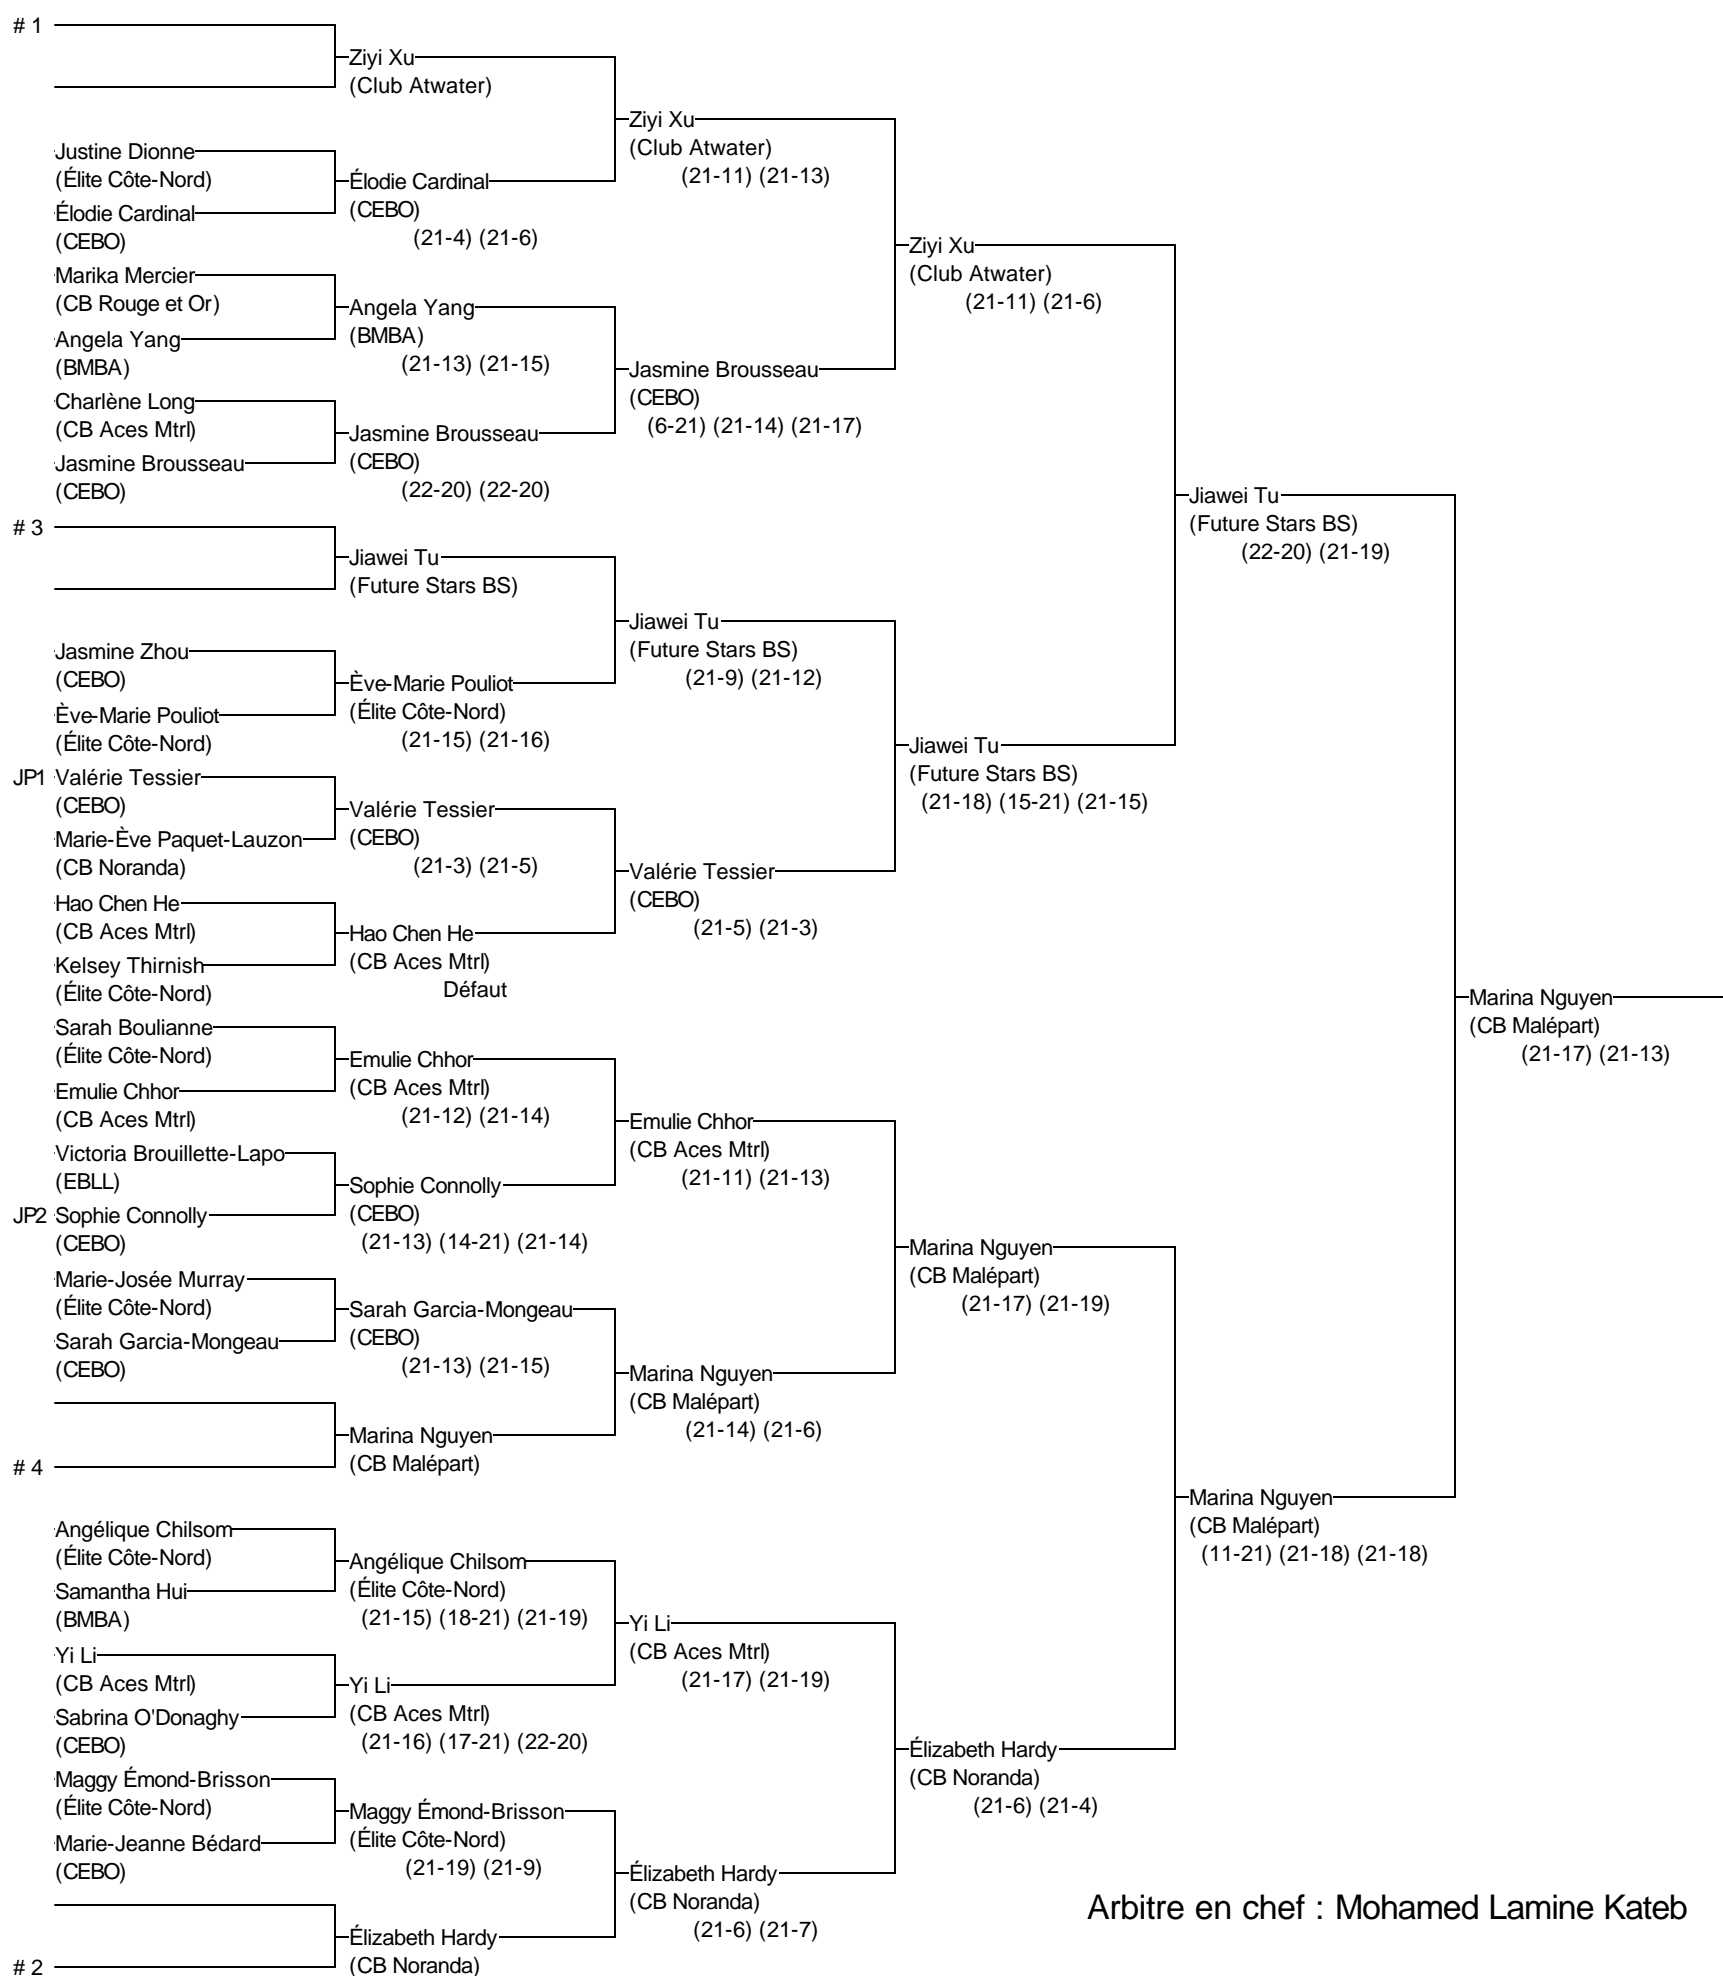 # 1
Ziyi Xu
(Club Atwater)
Ziyi Xu
(Club Atwater)
(21-11) (21-13)
Justine Dionne
(Élite Côte-Nord)
Élodie Cardinal
(CEBO)
(21-4) (21-6)
Élodie Cardinal
(CEBO)
Ziyi Xu
(Club Atwater)
(21-11) (21-6)
Marika Mercier
(CB Rouge et Or)
Angela Yang
(BMBA)
(21-13) (21-15)
Angela Yang
(BMBA)
Jasmine Brousseau
(CEBO)
(6-21) (21-14) (21-17)
Charlène Long
(CB Aces Mtrl)
Jasmine Brousseau
(CEBO)
(22-20) (22-20)
Jasmine Brousseau
(CEBO)
Jiawei Tu
(Future Stars BS)
(22-20) (21-19)
# 3
Jiawei Tu
(Future Stars BS)
Jiawei Tu
(Future Stars BS)
(21-9) (21-12)
Jasmine Zhou
(CEBO)
Ève-Marie Pouliot
(Élite Côte-Nord)
(21-15) (21-16)
Ève-Marie Pouliot
(Élite Côte-Nord)
Jiawei Tu
(Future Stars BS)
(21-18) (15-21) (21-15)
JP1 Valérie Tessier
(CEBO)
Valérie Tessier
(CEBO)
(21-3) (21-5)
Marie-Ève Paquet-Lauzon
(CB Noranda)
Valérie Tessier
(CEBO)
(21-5) (21-3)
Hao Chen He
(CB Aces Mtrl)
Hao Chen He
(CB Aces Mtrl)
Défaut
Kelsey Thirnish
(Élite Côte-Nord)
Marina Nguyen
(CB Malépart)
(21-17) (21-13)
Sarah Boulianne
(Élite Côte-Nord)
Emulie Chhor
(CB Aces Mtrl)
(21-12) (21-14)
Emulie Chhor
(CB Aces Mtrl)
Emulie Chhor
(CB Aces Mtrl)
(21-11) (21-13)
Victoria Brouillette-Lapo
(EBLL)
Sophie Connolly
(CEBO)
(21-13) (14-21) (21-14)
JP2 Sophie Connolly
(CEBO)
Marina Nguyen
(CB Malépart)
(21-17) (21-19)
Marie-Josée Murray
(Élite Côte-Nord)
Sarah Garcia-Mongeau
(CEBO)
(21-13) (21-15)
Sarah Garcia-Mongeau
(CEBO)
Marina Nguyen
(CB Malépart)
(21-14) (21-6)
Marina Nguyen
(CB Malépart)
# 4
Marina Nguyen
(CB Malépart)
(11-21) (21-18) (21-18)
Angélique Chilsom
(Élite Côte-Nord)
Angélique Chilsom
(Élite Côte-Nord)
(21-15) (18-21) (21-19)
Samantha Hui
(BMBA)
Yi Li
(CB Aces Mtrl)
(21-17) (21-19)
Yi Li
(CB Aces Mtrl)
Yi Li
(CB Aces Mtrl)
(21-16) (17-21) (22-20)
Sabrina O'Donaghy
(CEBO)
Élizabeth Hardy
(CB Noranda)
(21-6) (21-4)
Maggy Émond-Brisson
(Élite Côte-Nord)
Maggy Émond-Brisson
(Élite Côte-Nord)
(21-19) (21-9)
Marie-Jeanne Bédard
(CEBO)
Élizabeth Hardy
(CB Noranda)
(21-6) (21-7)
Élizabeth Hardy
(CB Noranda)
# 2
Arbitre en chef : Mohamed Lamine Kateb